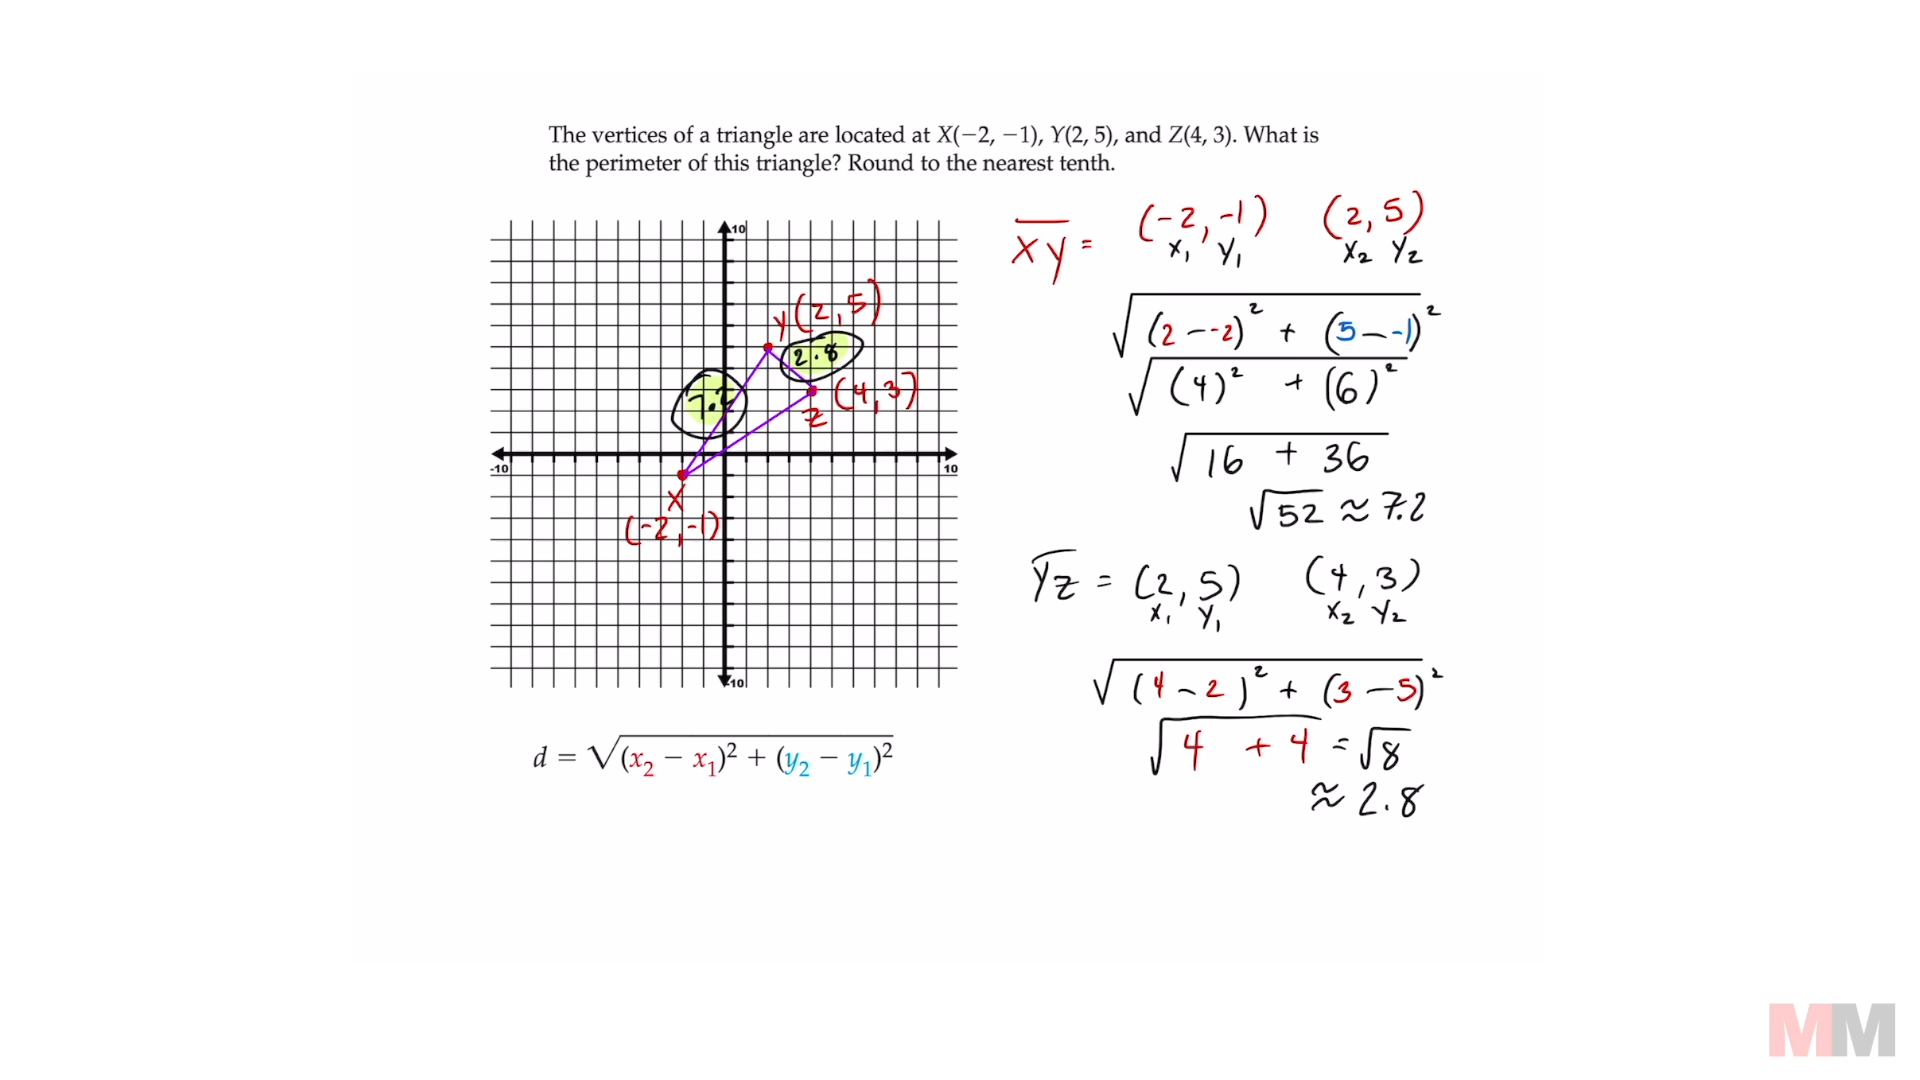 The vertices of a triangle are located at X(−2, −1), Y(2, 5), and Z(4, 3). What is
the perimeter of this triangle? Round to the nearest tenth.
10
Y(2,5)
2.8
7.2
(4,3)
Z
-10
10
X
(-2,-1)
-10
d = √(x₂ − x₁)² + (y₂ − y₁)²
XY = (-2,-1) (2,5)
x₁ y₁ x₂ y₂
√(2--2)² + (5--1)²
√(4)² + (6)²
√16 + 36
√52 ≈ 7.2
YZ = (2,5) (4,3)
x₁ y₁ x₂ y₂
√(4-2)² + (3-5)²
√4 + 4 = √8
≈ 2.8
MM